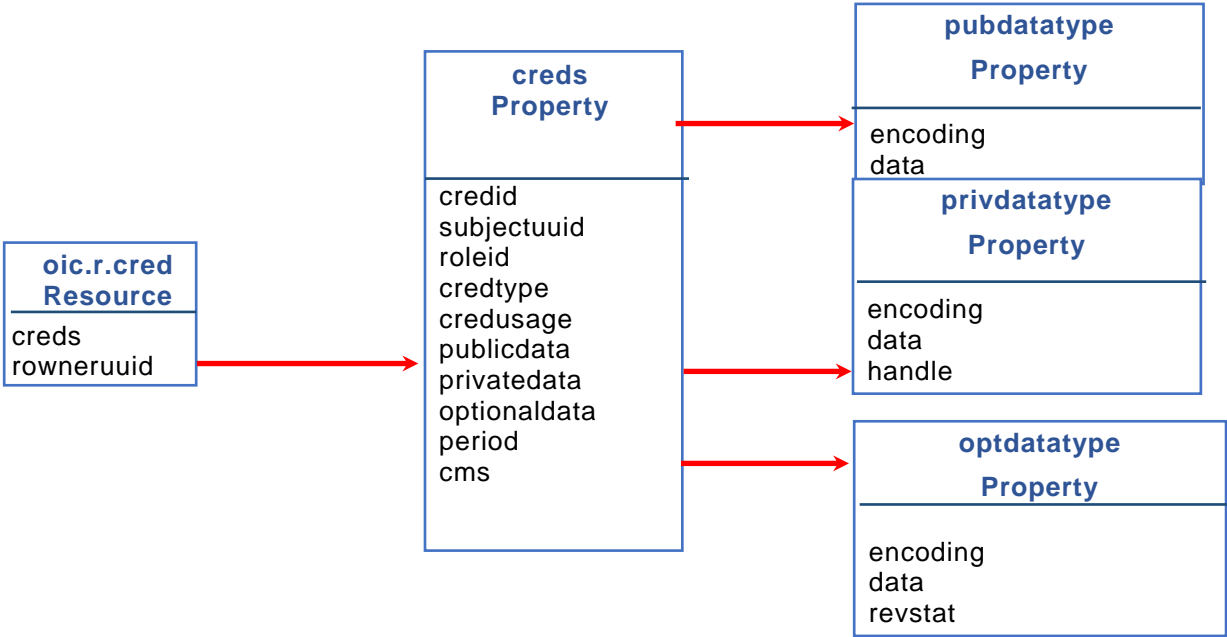 oic.r.cred
Resource
creds
rowneruuid
creds
Property
credid
subjectuuid
roleid
credtype
credusage
publicdata
privatedata
optionaldata
period
cms
pubdatatype
Property
encoding
data
privdatatype
Property
encoding
data
handle
optdatatype
Property
encoding
data
revstat